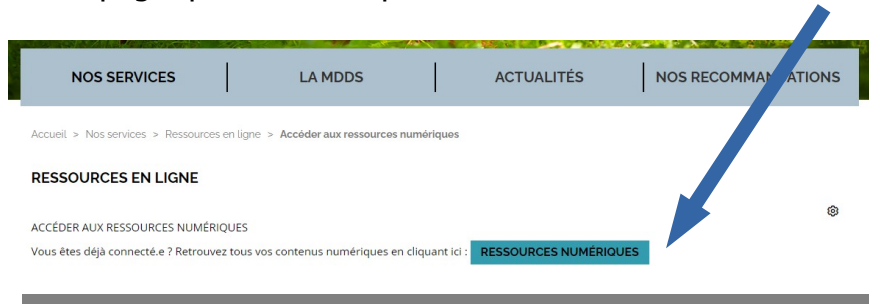 NOS SERVICES
LA MDDS
ACTUALITÉS
NOS RECOMMANDATIONS
Accueil > Nos services > Ressources en ligne > Accéder aux ressources numériques
RESSOURCES EN LIGNE
ACCÉDER AUX RESSOURCES NUMÉRIQUES
Vous êtes déjà connecté.e ? Retrouvez tous vos contenus numériques en cliquant ici : RESSOURCES NUMÉRIQUES